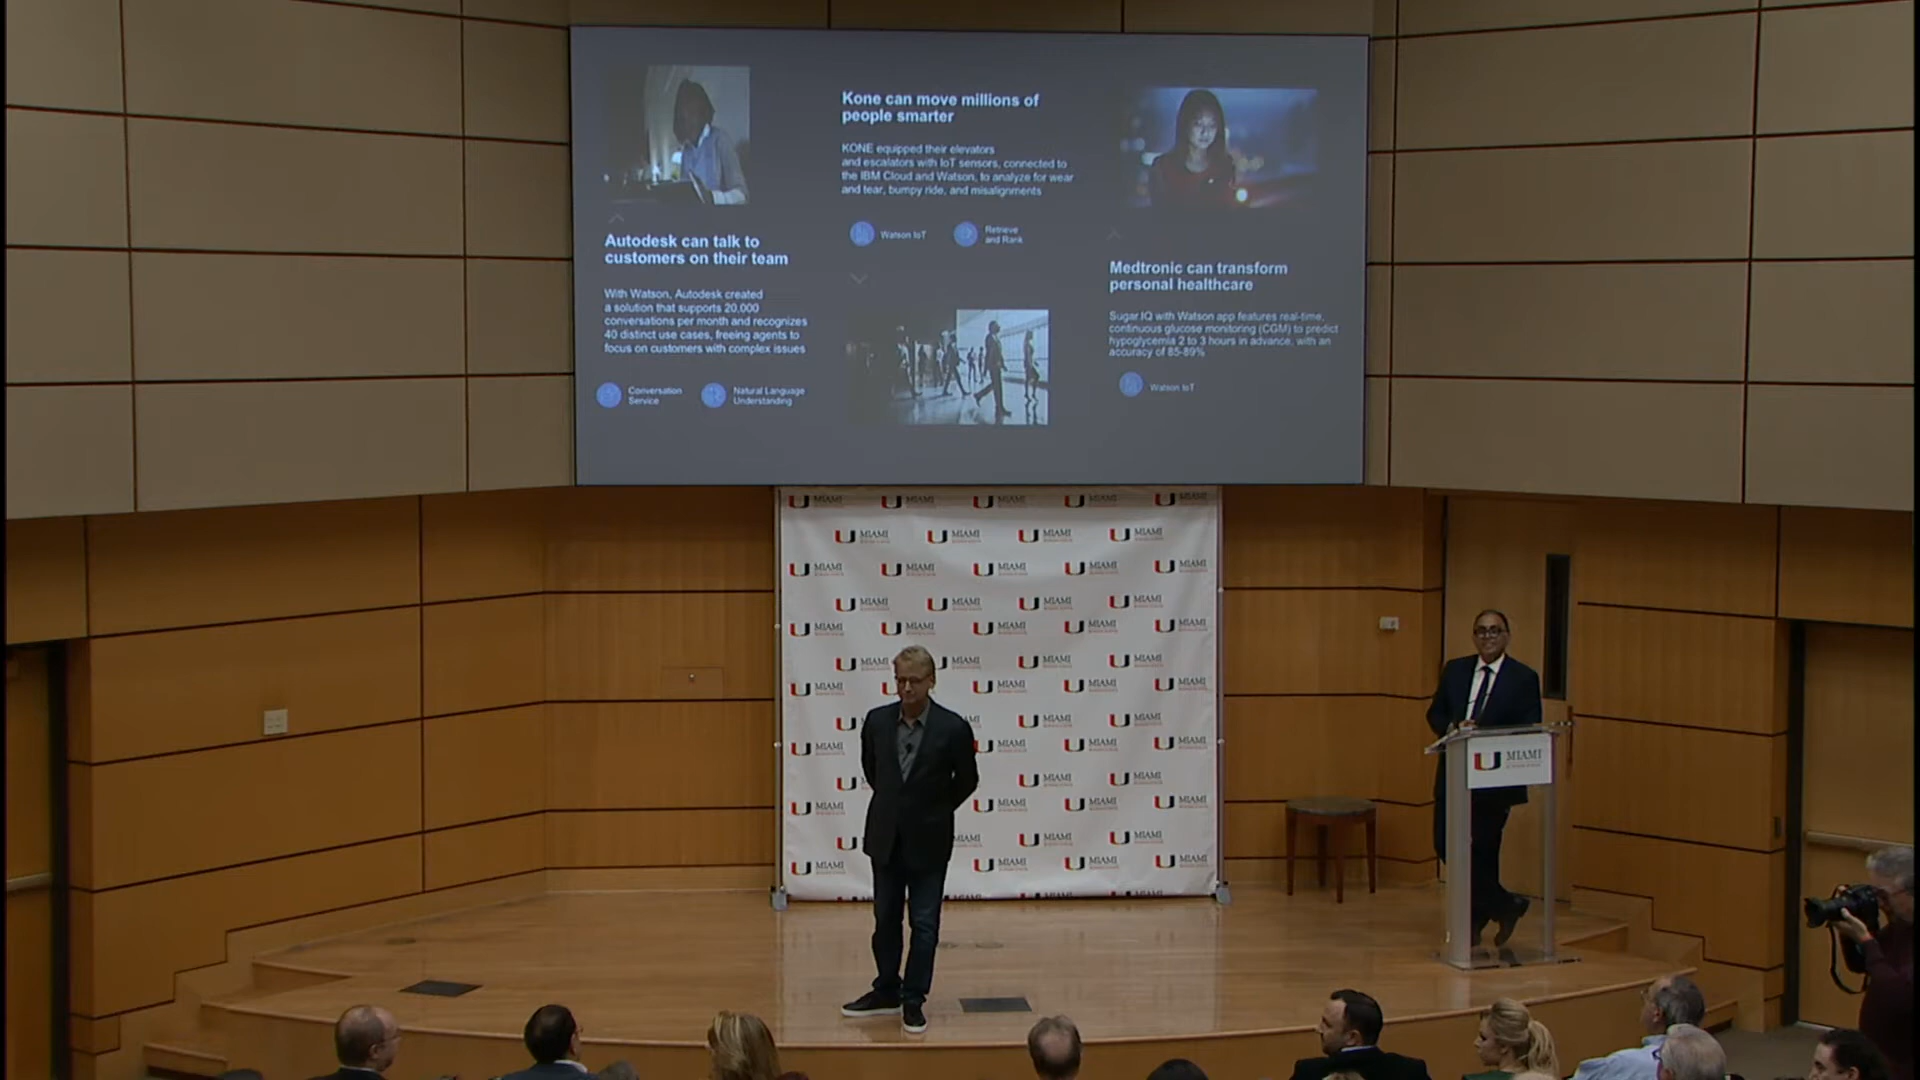 Autodesk can talk to
customers on their team
With Watson, Autodesk created
a solution that supports 20,000
conversations per month and recognizes
40 distinct use cases, freeing agents to
focus on customers with complex issues
Conversation
Service
Natural Language
Understanding
Kone can move millions of
people smarter
KONE equipped their elevators
and escalators with IoT sensors, connected to
the IBM Cloud and Watson, to analyze for wear
and tear, bumpy ride, and misalignments
Watson IoT
Retrieve
and Rank
Medtronic can transform
personal healthcare
Sugar.IQ with Watson app features real-time,
continuous glucose monitoring (CGM) to predict
hypoglycemia 2 to 3 hours in advance, with an
accuracy of 85-89%
Watson IoT
U MIAMI
U MIAMI